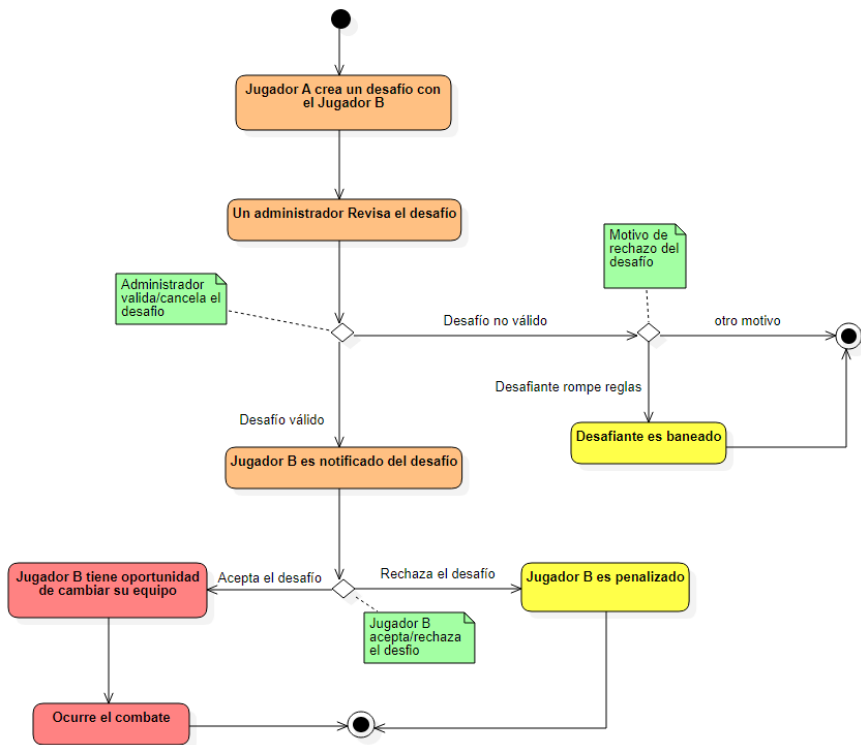 Jugador A crea un desafío con
el Jugador B
Un administrador Revisa el desafío
Motivo de
rechazo del
desafío
Administrador
valida/cancela el
desafio
Desafío no válido
otro motivo
Desafiante rompe reglas
Desafío válido
Desafiante es baneado
Jugador B es notificado del desafío
Jugador B tiene oportunidad
de cambiar su equipo
Acepta el desafío
Rechaza el desafío
Jugador B es penalizado
Jugador B
acepta/rechaza
el desfio
Ocurre el combate